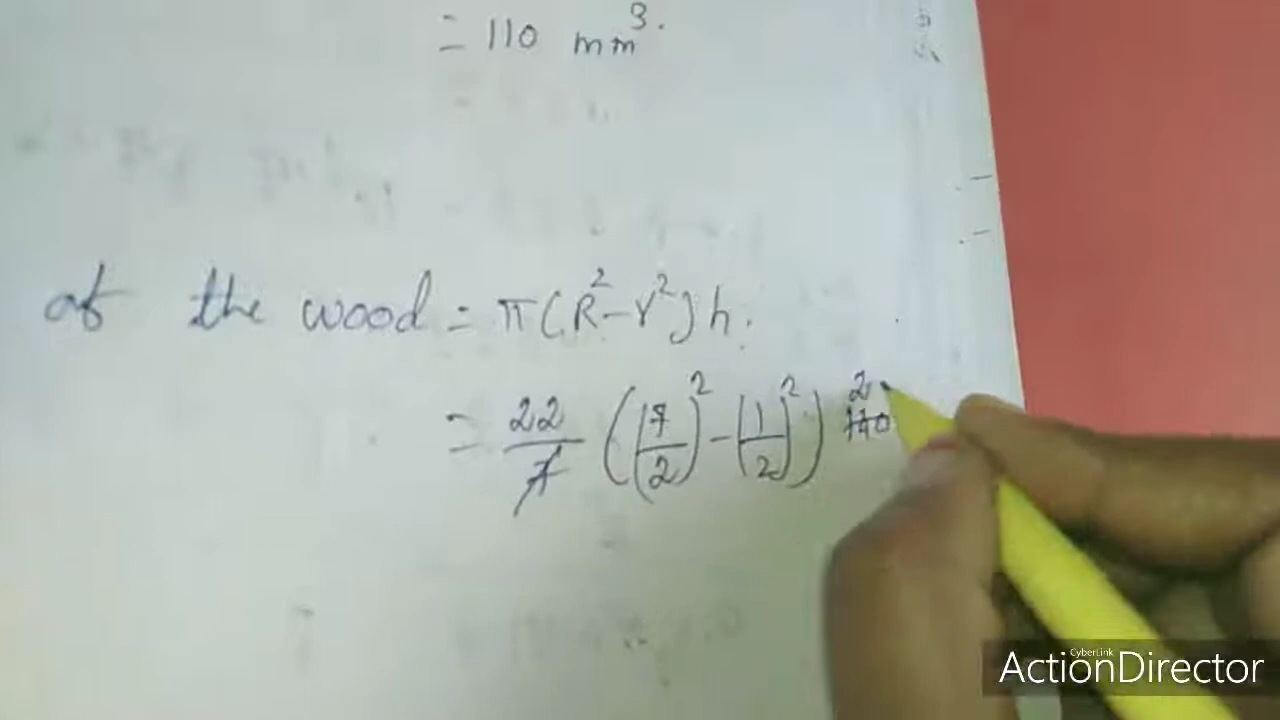 = 110 mm³.
of the wood = π(R²-r²)h.
= 22/7 ((7/2)² - (1/2)²) 140 2
CyberLink
ActionDirector